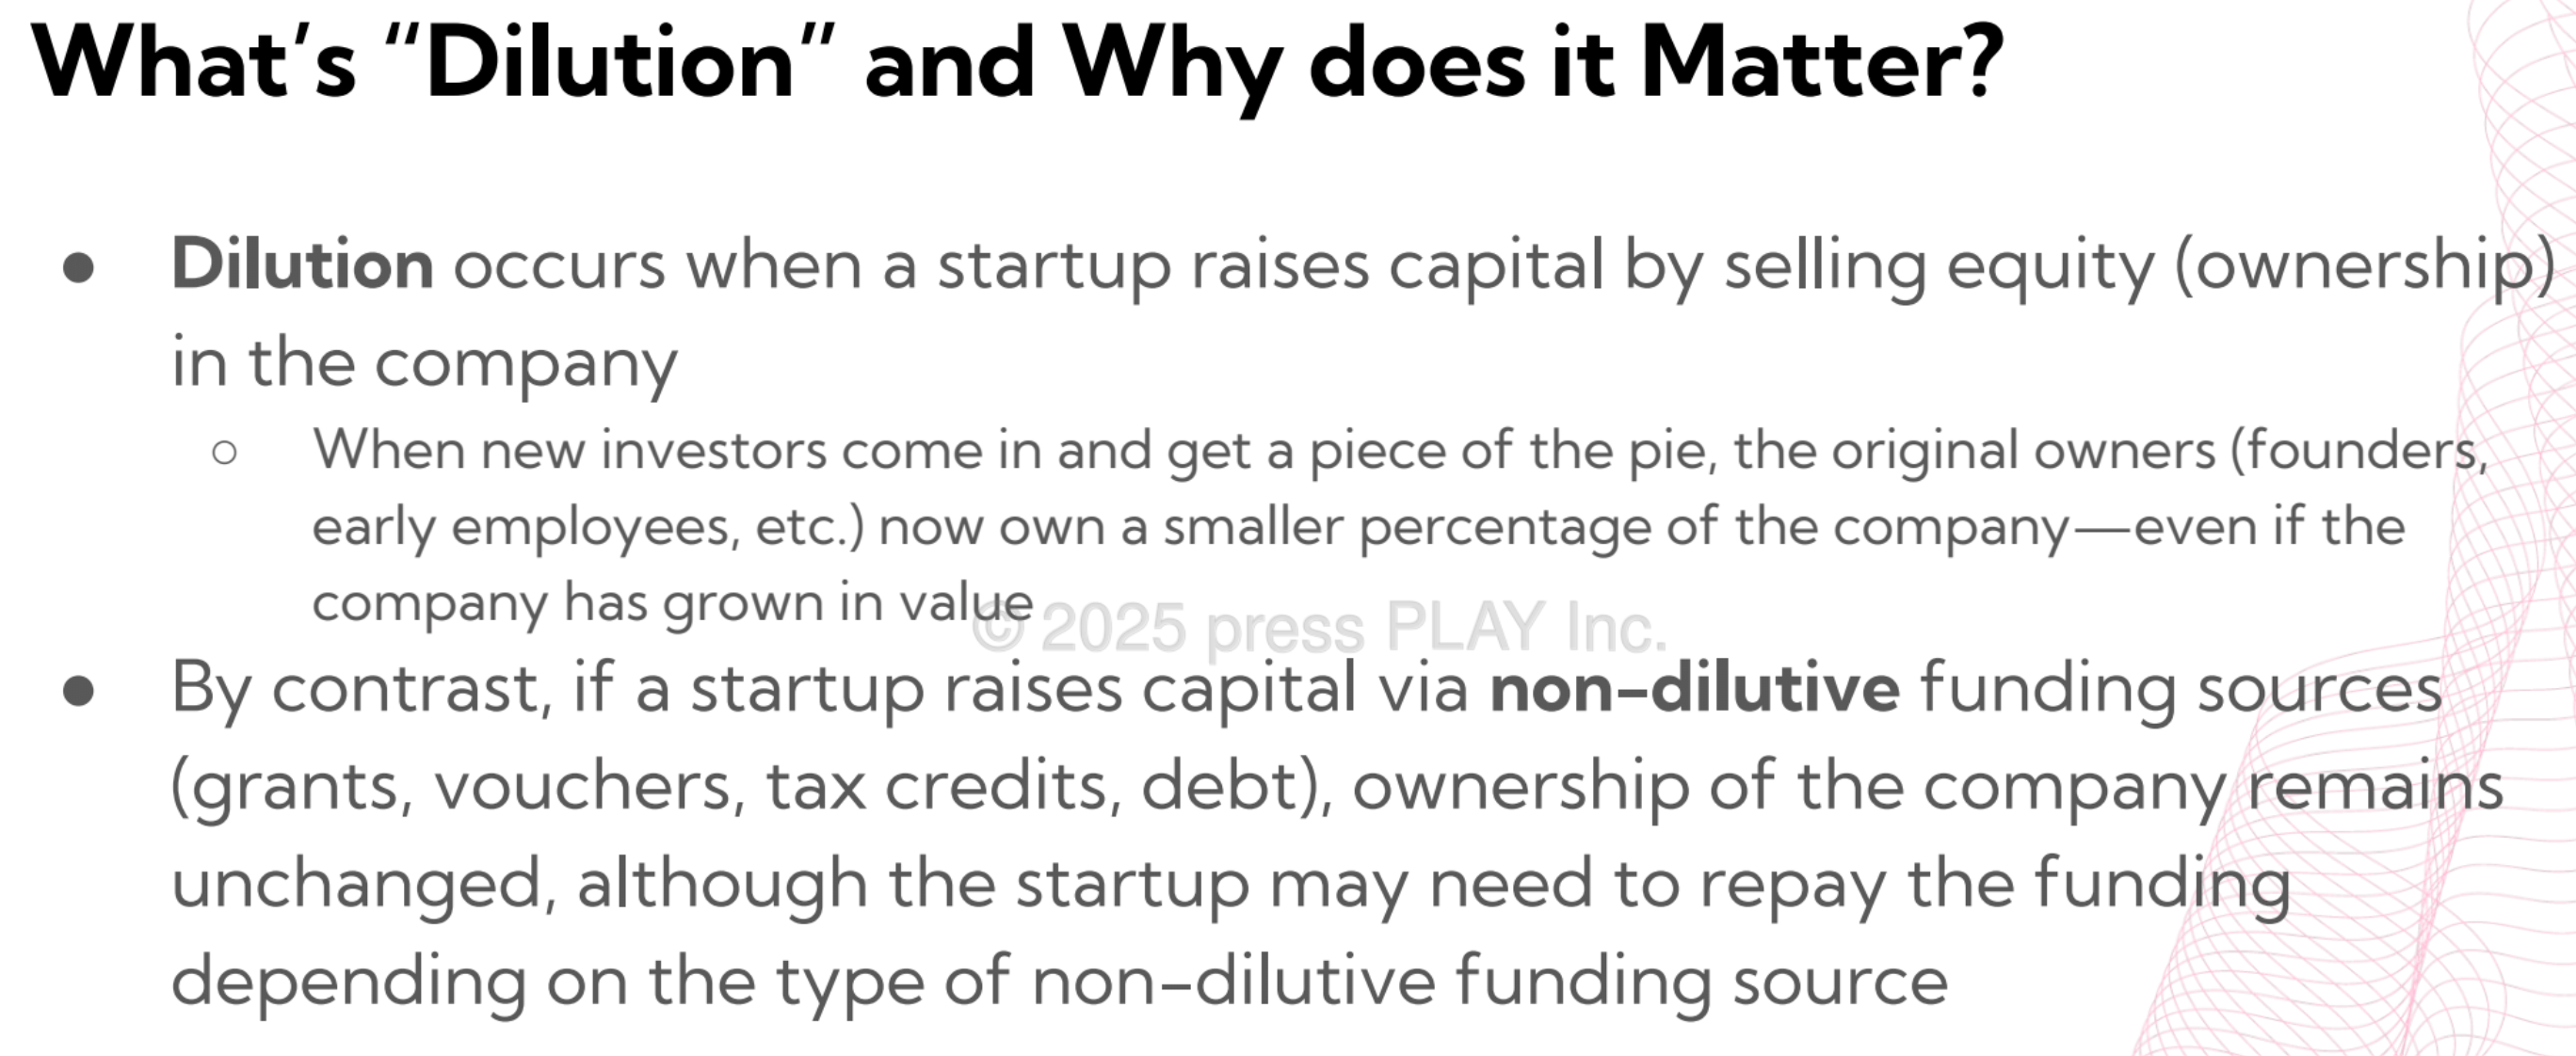 What’s “Dilution” and Why does it Matter?
● Dilution occurs when a startup raises capital by selling equity (ownership)
in the company
○ When new investors come in and get a piece of the pie, the original owners (founders,
early employees, etc.) now own a smaller percentage of the company—even if the
company has grown in value
© 2025 press PLAY Inc.
● By contrast, if a startup raises capital via non-dilutive funding sources
(grants, vouchers, tax credits, debt), ownership of the company remains
unchanged, although the startup may need to repay the funding
depending on the type of non-dilutive funding source